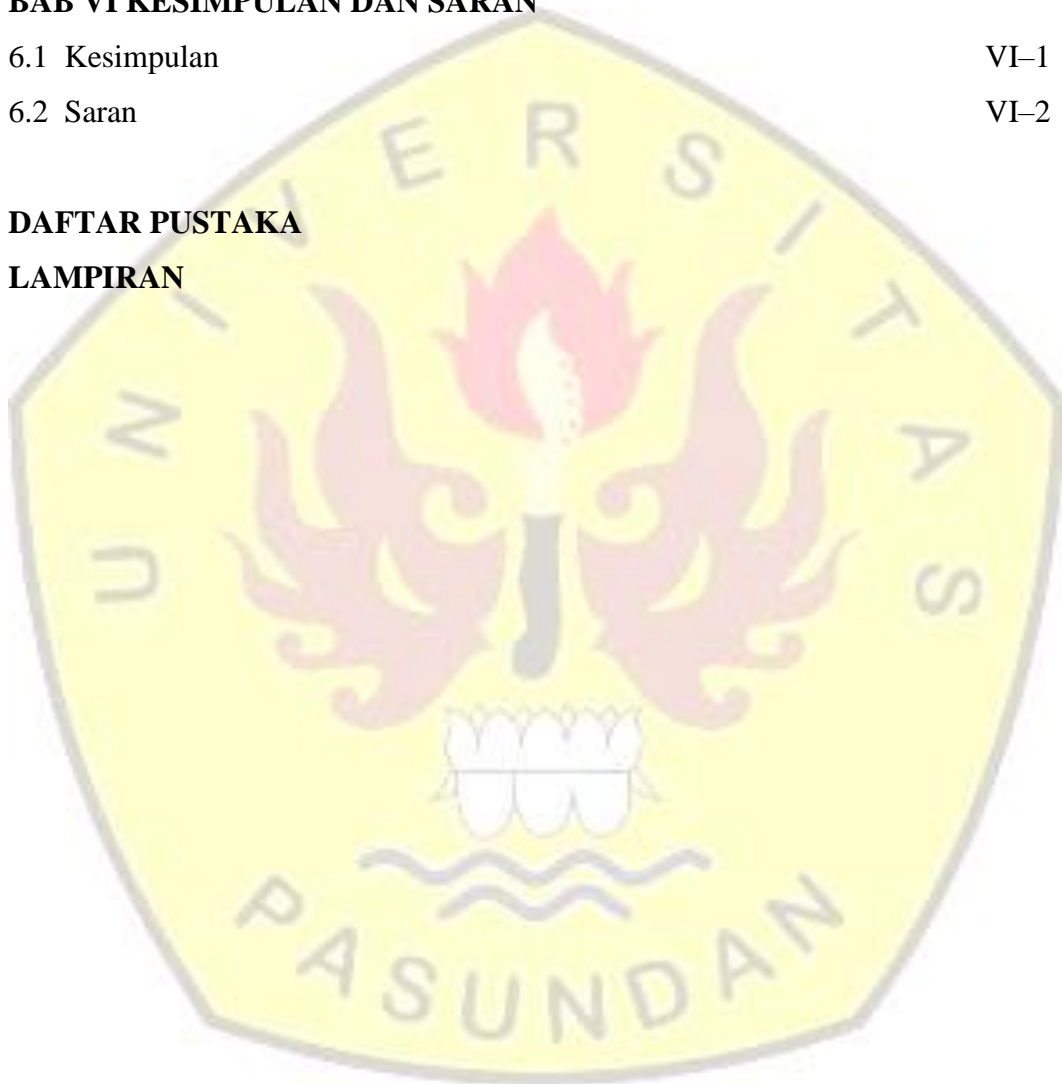 BAB VI KESIMPULAN DAN SARAN
6.1 Kesimpulan VI–1
6.2 Saran VI–2
DAFTAR PUSTAKA
LAMPIRAN
UNIVERSITAS
PASUNDAN